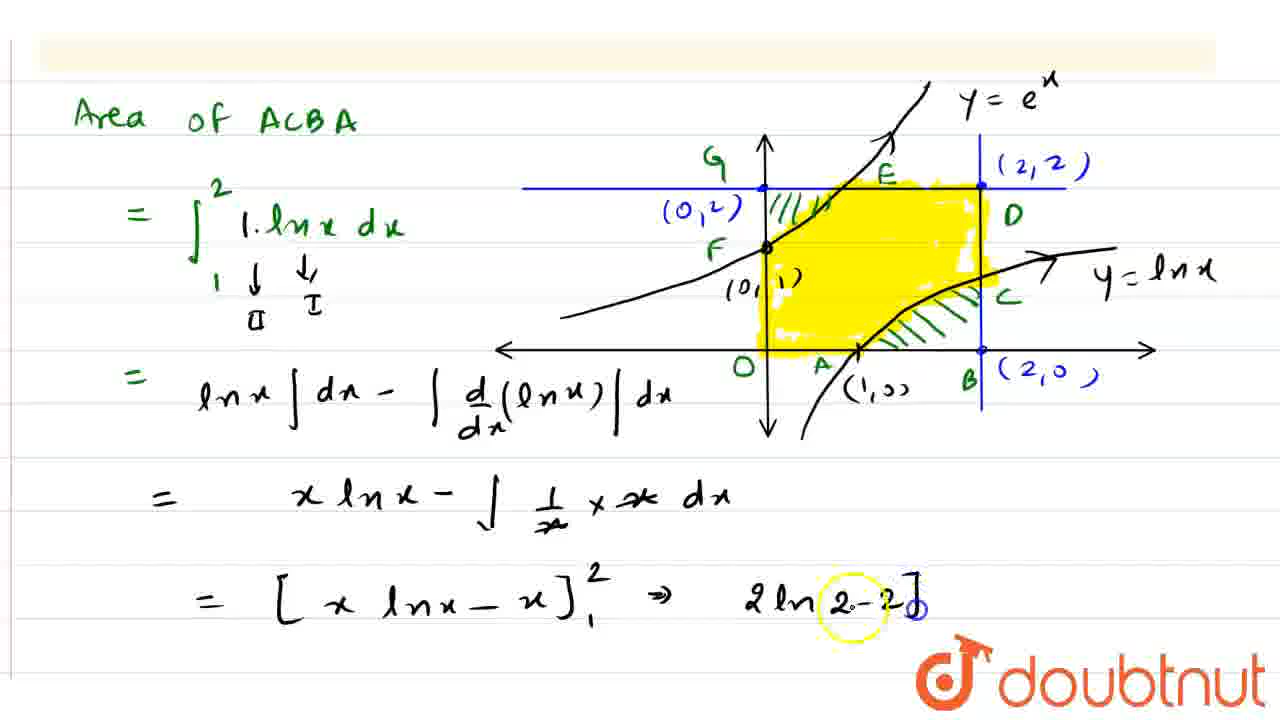 Area of ACBA
= ∫₁² 1. ln x dx
↓ ↓
II I
= ln x ∫ dx - ∫ d/dx (ln x) ∫ dx
= x ln x - ∫ 1/x × x dx
= [ x ln x - x ]₁² ⇒ 2 ln 2 - 2]
y = eˣ
G E (2, 2)
(0, 2) D
F
(0, 1) y = ln x
C
O A B (2, 0)
(1, 0)
doubtnut